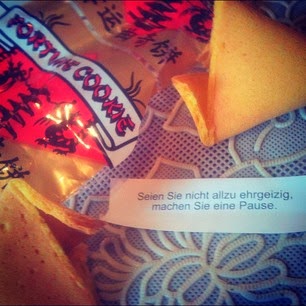 FORTUNE COOKIE
Seien Sie nicht allzu ehrgeizig,
machen Sie eine Pause.